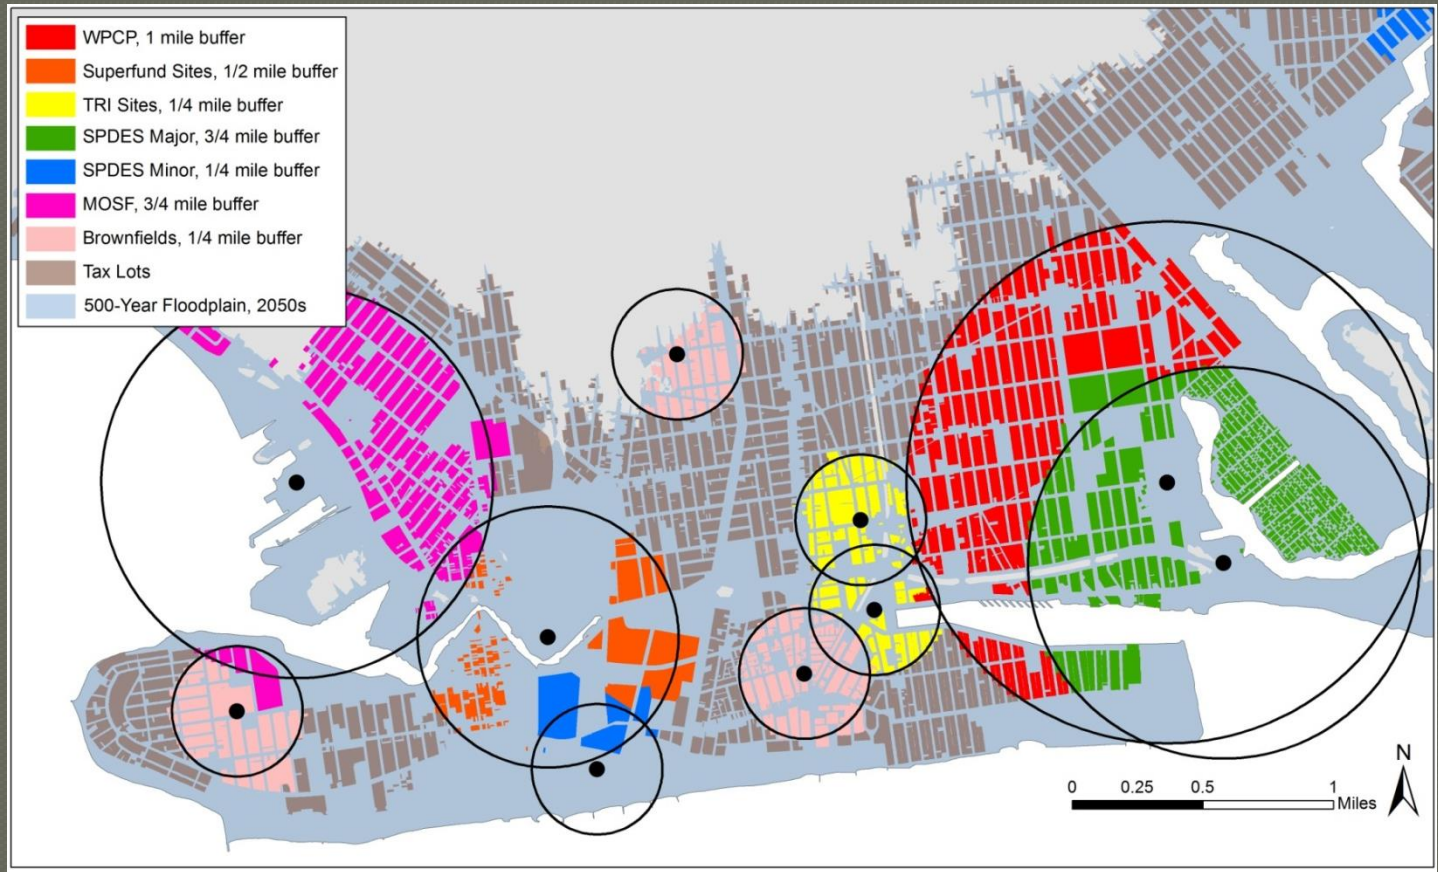 WPCP, 1 mile buffer
Superfund Sites, 1/2 mile buffer
TRI Sites, 1/4 mile buffer
SPDES Major, 3/4 mile buffer
SPDES Minor, 1/4 mile buffer
MOSF, 3/4 mile buffer
Brownfields, 1/4 mile buffer
Tax Lots
500-Year Floodplain, 2050s
N
0 0.25 0.5 1
Miles